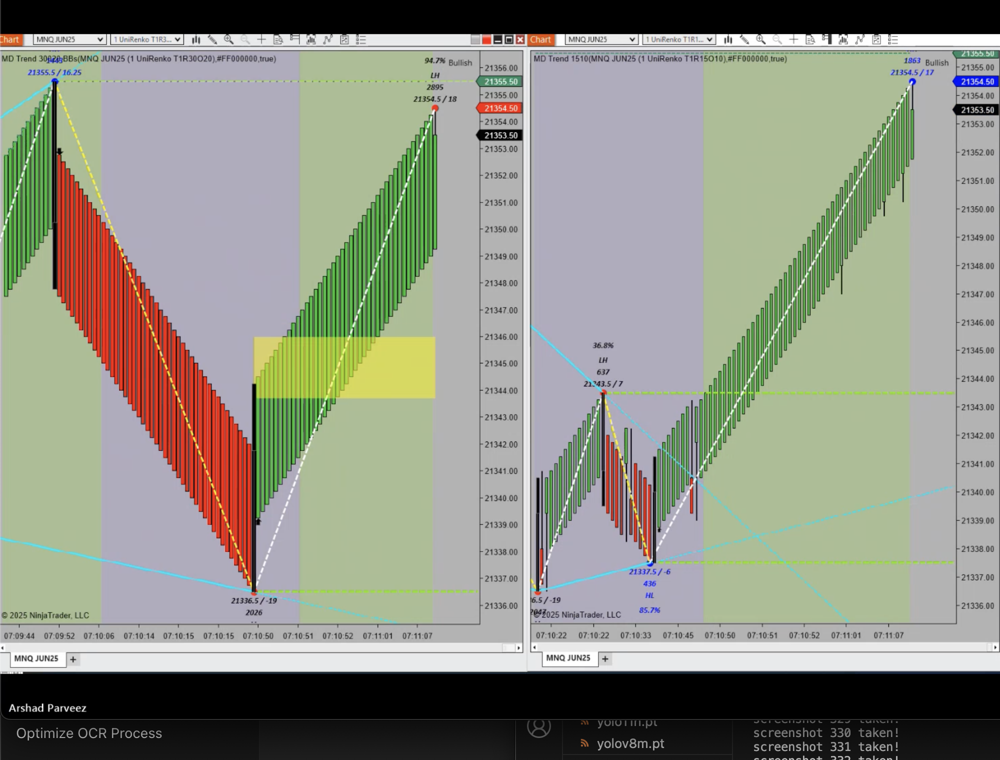 Chart MNQ JUN25 1 UniRenko T1R3...
MD Trend 3020 BBs(MNQ JUN25 (1 UniRenko T1R30O20),#FF000000,true)
21355.5 / 16.25
94.7% Bullish
LH
2895
21354.5 / 18
21356.00
21355.50
21355.00
21354.50
21353.50
21353.00
21352.00
21351.00
21350.00
21349.00
21348.00
21347.00
21346.00
21345.00
21344.00
21343.00
21342.00
21341.00
21340.00
21339.00
21338.00
21337.00
21336.00
21336.5 / -19
2026
© 2025 NinjaTrader, LLC
07:09:44 07:09:52 07:10:06 07:10:14 07:10:15 07:10:15 07:10:50 07:10:51 07:10:52 07:11:01 07:11:07
MNQ JUN25 +
Chart MNQ JUN25 1 UniRenko T1R1...
MD Trend 1510(MNQ JUN25 (1 UniRenko T1R15O10),#FF000000,true)
1863 Bullish
21354.5 / 17
36.8%
LH
637
21343.5 / 7
21337.5 / -6
436
HL
85.7%
6.5 / -19
21355.50
21354.50
21353.50
21353.00
21352.00
21351.00
21350.00
21349.00
21348.00
21347.00
21346.00
21345.00
21344.00
21343.00
21342.00
21341.00
21340.00
21339.00
21338.00
21337.00
21336.00
© 2025 NinjaTrader, LLC
07:10:22 07:10:22 07:10:33 07:10:45 07:10:50 07:10:51 07:10:52 07:11:01 07:11:07
MNQ JUN25 +
Arshad Parveez
Optimize OCR Process
yolo11n.pt
yolov8m.pt
screenshot 329 taken!
screenshot 330 taken!
screenshot 331 taken!
screenshot 332 taken!